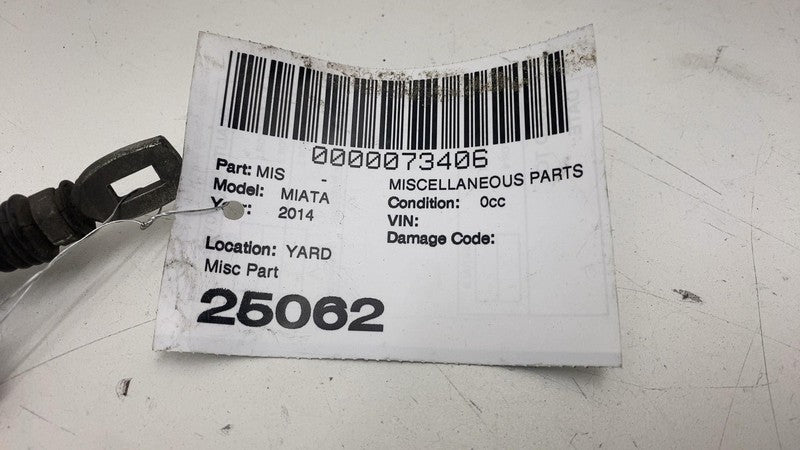 0000073406
Part: MIS -
MISCELLANEOUS PARTS
Model: MIATA
Condition: 0cc
2014
VIN:
Damage Code:
Location: YARD
Misc Part
25062